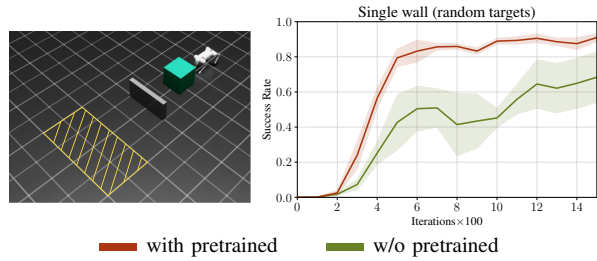 Single wall (random targets)
Success Rate
1.0
0.8
0.6
0.4
0.2
0.0
0 2 4 6 8 10 12 14
Iterations×100
with pretrained
w/o pretrained